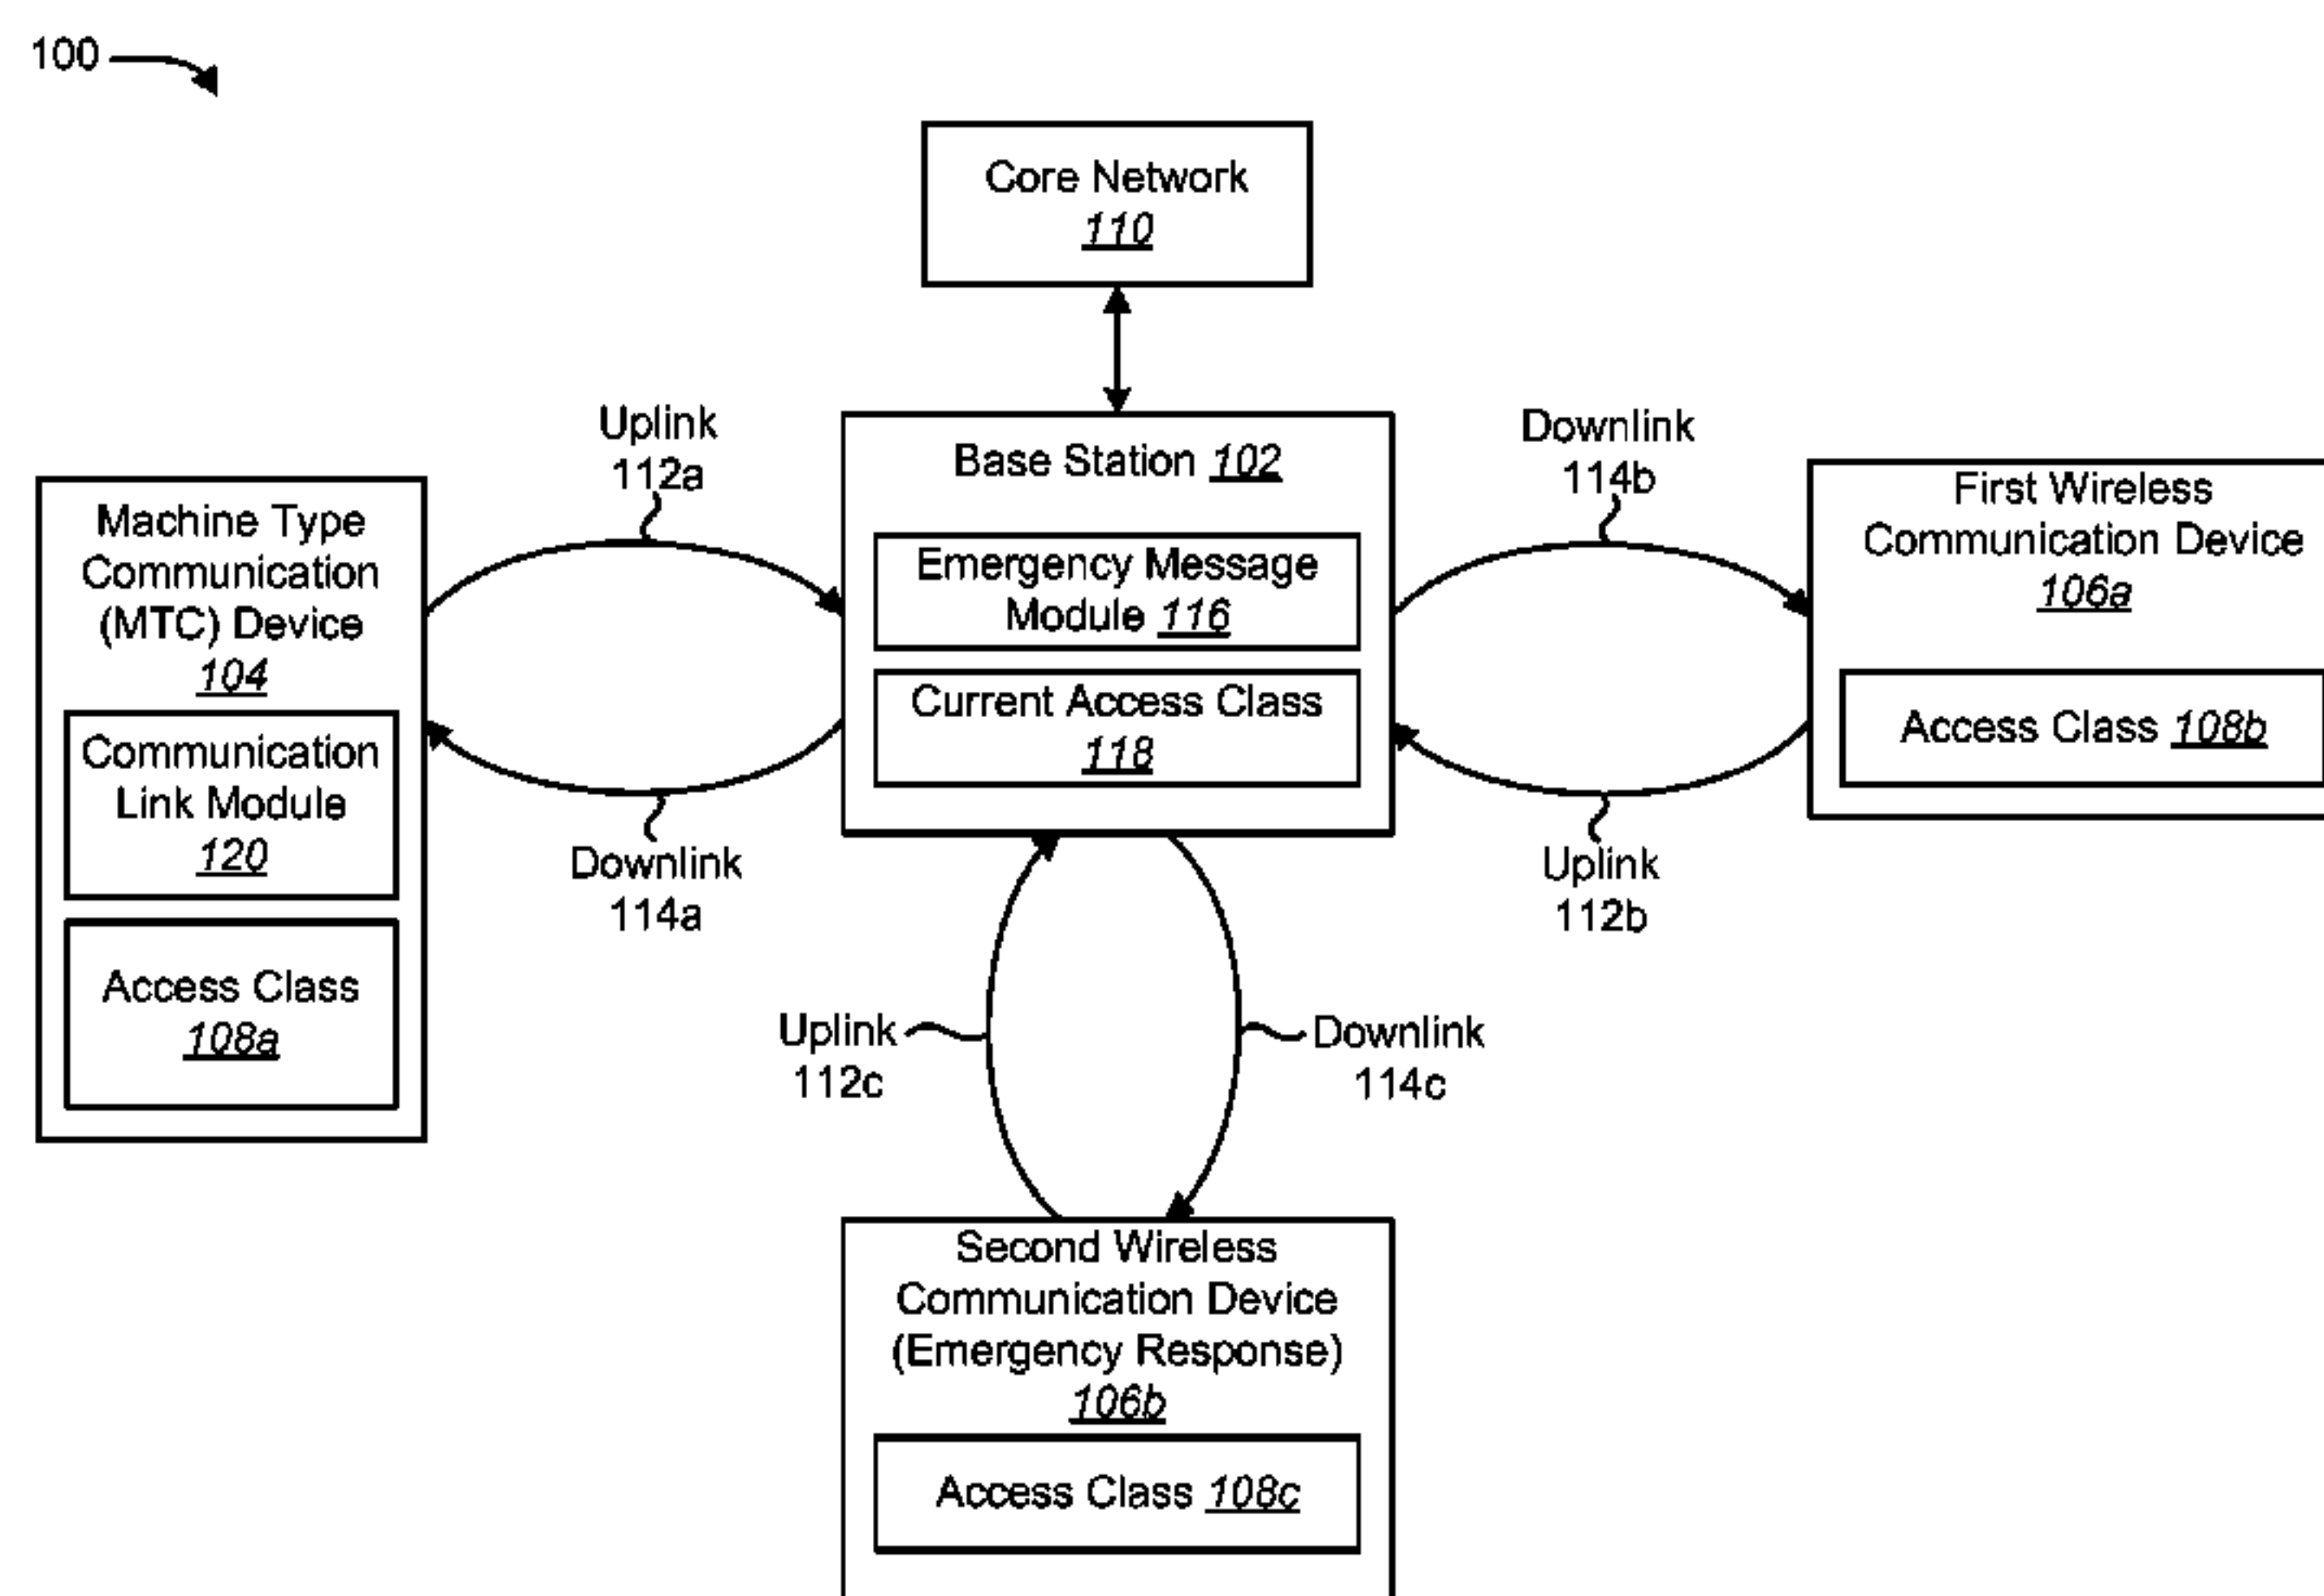 100
Core Network
110
Uplink
112a
Base Station 102
Downlink
114b
Machine Type
Communication
(MTC) Device
104
Emergency Message
Module 116
First Wireless
Communication Device
106a
Communication
Link Module
120
Current Access Class
118
Access Class 108b
Downlink
114a
Uplink
112b
Access Class
108a
Uplink
112c
Downlink
114c
Second Wireless
Communication Device
(Emergency Response)
106b
Access Class 108c